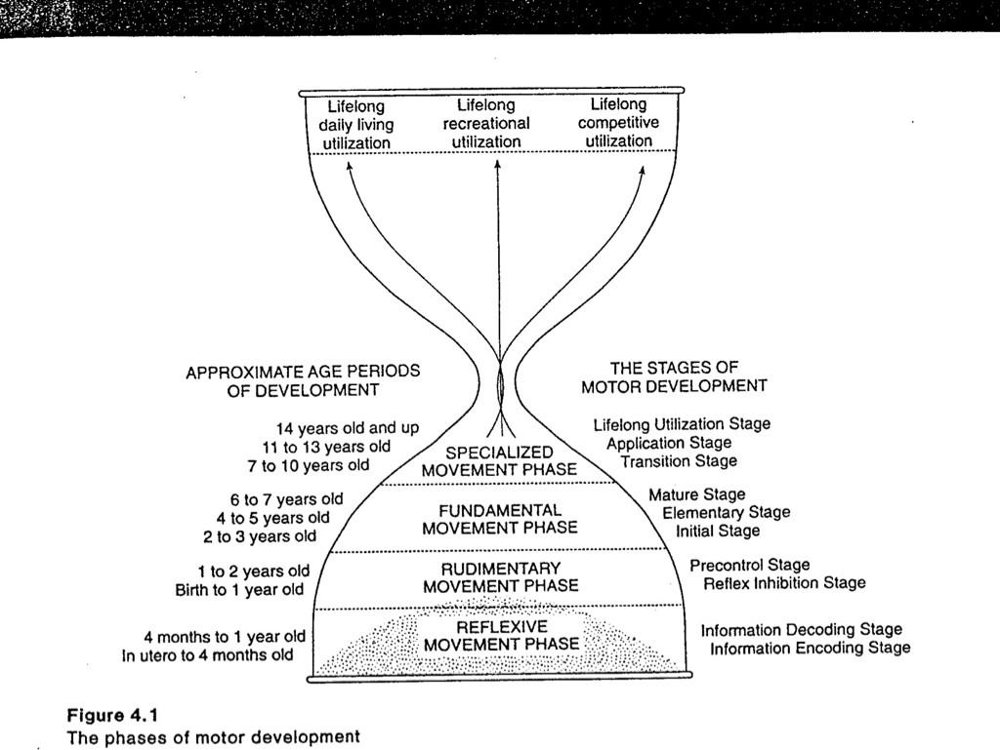 Lifelong
daily living
utilization
Lifelong
recreational
utilization
Lifelong
competitive
utilization
APPROXIMATE AGE PERIODS
OF DEVELOPMENT
THE STAGES OF
MOTOR DEVELOPMENT
14 years old and up
11 to 13 years old
7 to 10 years old
SPECIALIZED
MOVEMENT PHASE
Lifelong Utilization Stage
Application Stage
Transition Stage
6 to 7 years old
4 to 5 years old
2 to 3 years old
FUNDAMENTAL
MOVEMENT PHASE
Mature Stage
Elementary Stage
Initial Stage
1 to 2 years old
Birth to 1 year old
RUDIMENTARY
MOVEMENT PHASE
Precontrol Stage
Reflex Inhibition Stage
4 months to 1 year old
In utero to 4 months old
REFLEXIVE
MOVEMENT PHASE
Information Decoding Stage
Information Encoding Stage
Figure 4.1
The phases of motor development